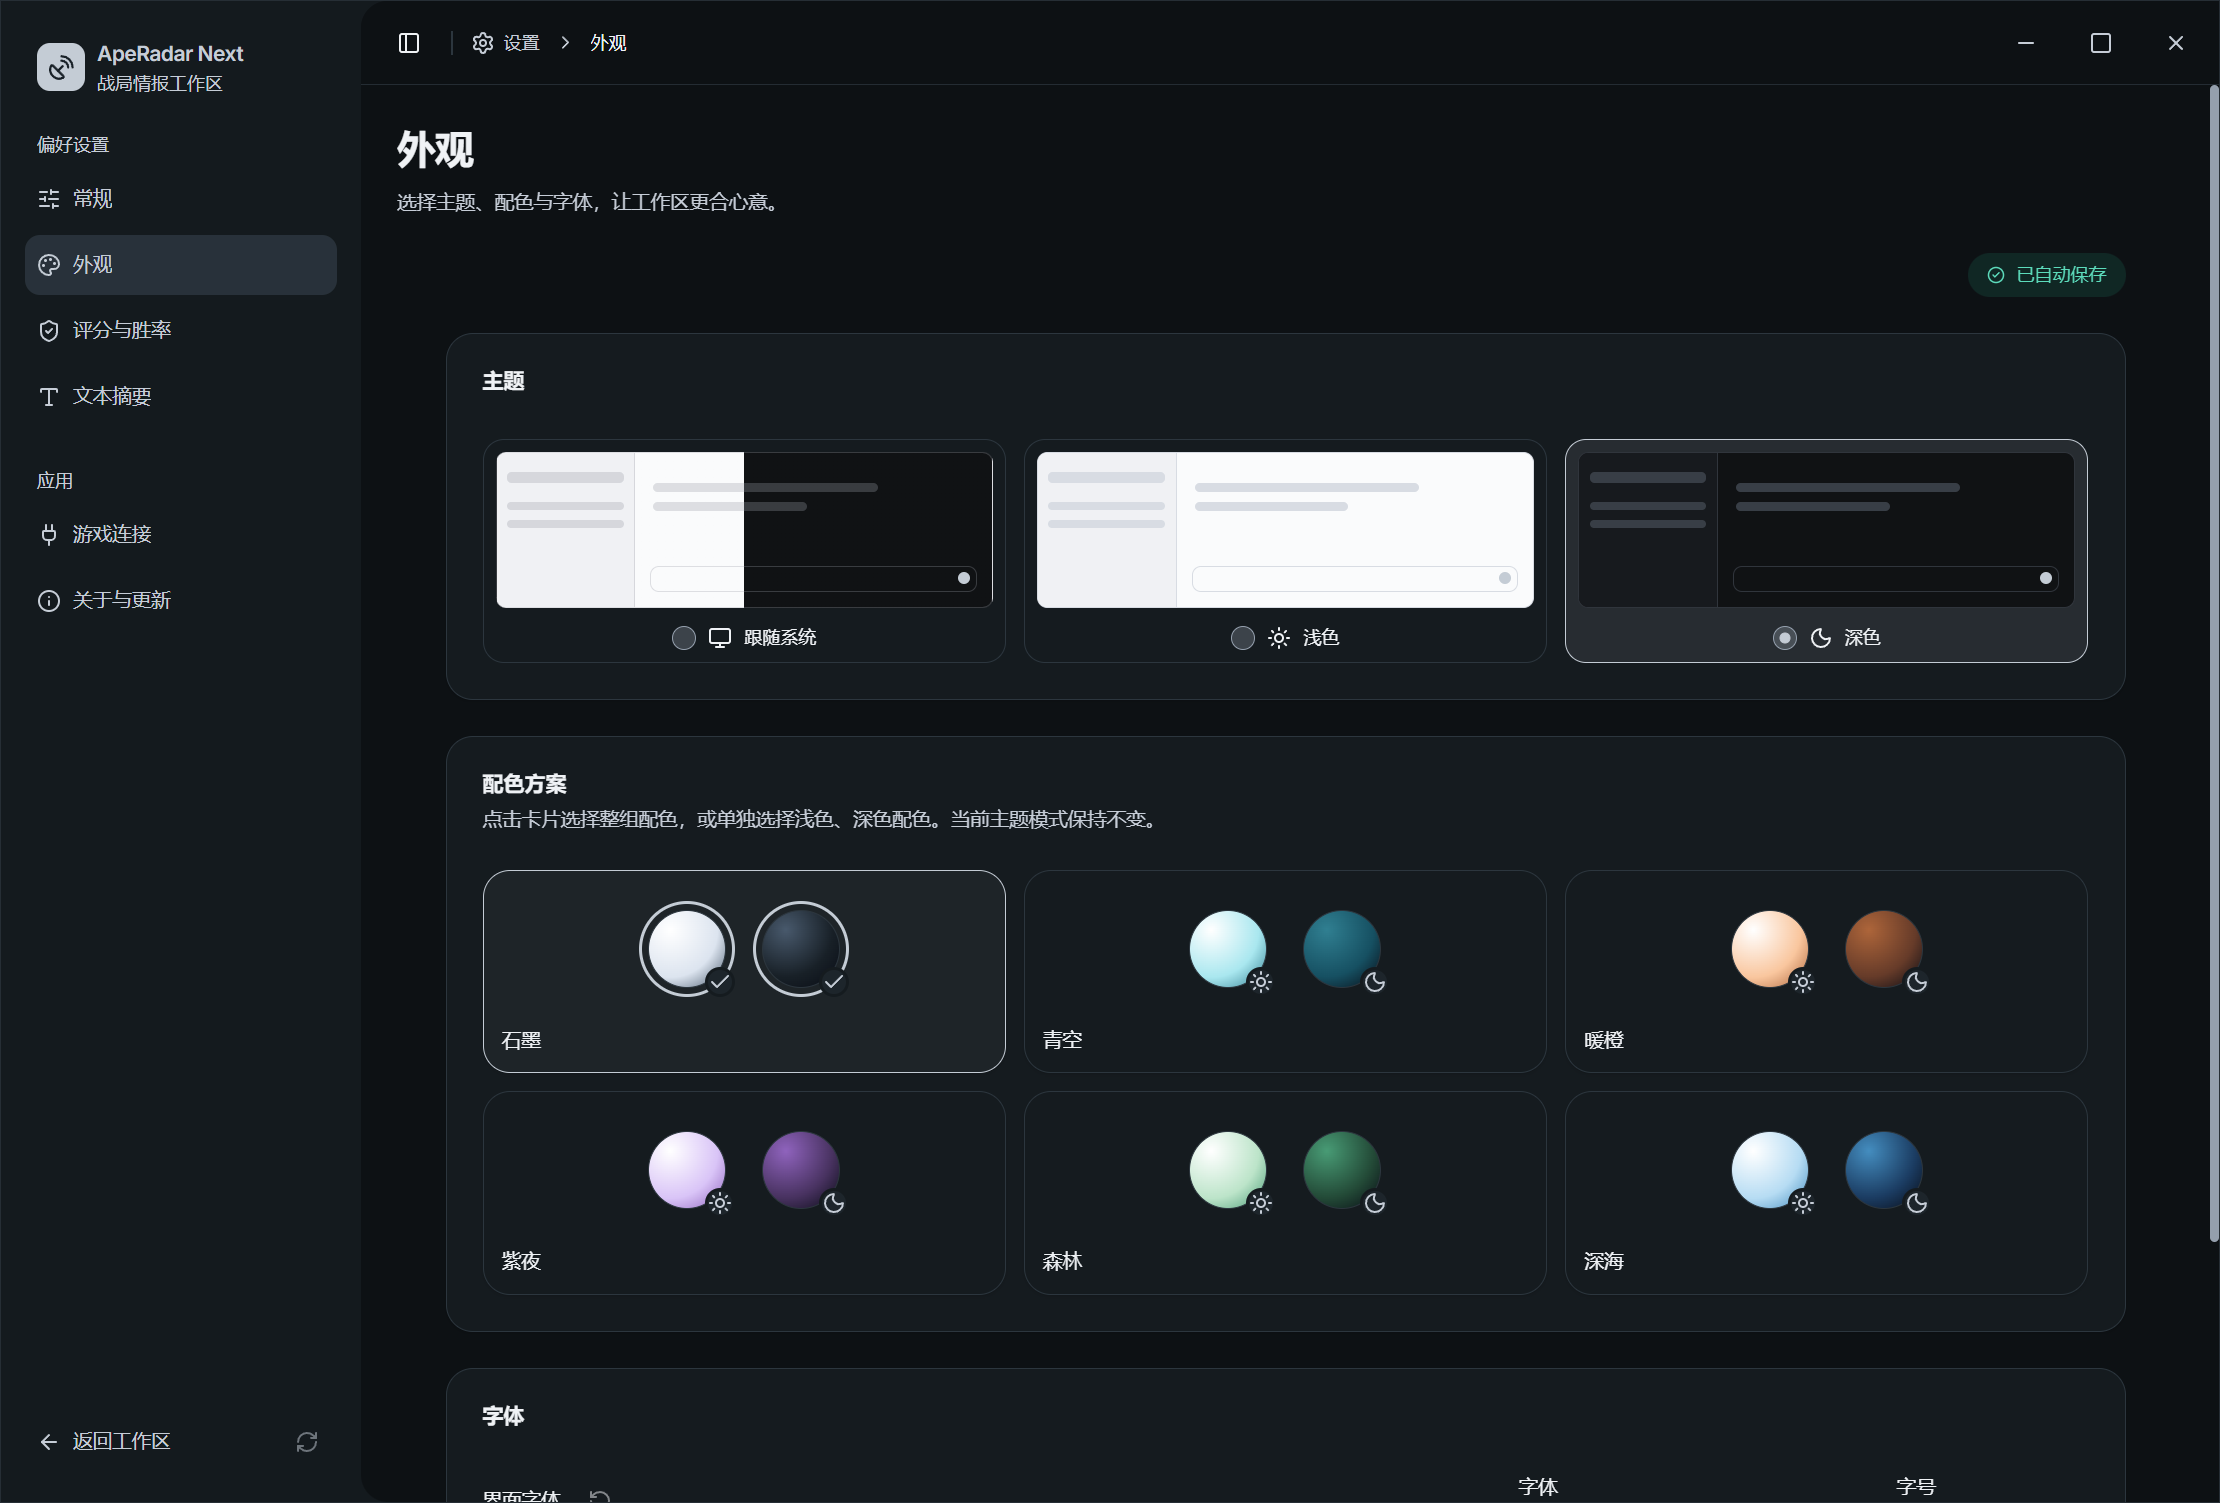 ApeRadar Next
战局情报工作区
偏好设置
常规
外观
评分与胜率
文本摘要
应用
游戏连接
关于与更新
返回工作区
设置
外观
外观
选择主题、配色与字体，让工作区更合心意。
已自动保存
主题
跟随系统
浅色
深色
配色方案
点击卡片选择整组配色，或单独选择浅色、深色配色。当前主题模式保持不变。
石墨
青空
暖橙
紫夜
森林
深海
字体
界面字体
字体
字号